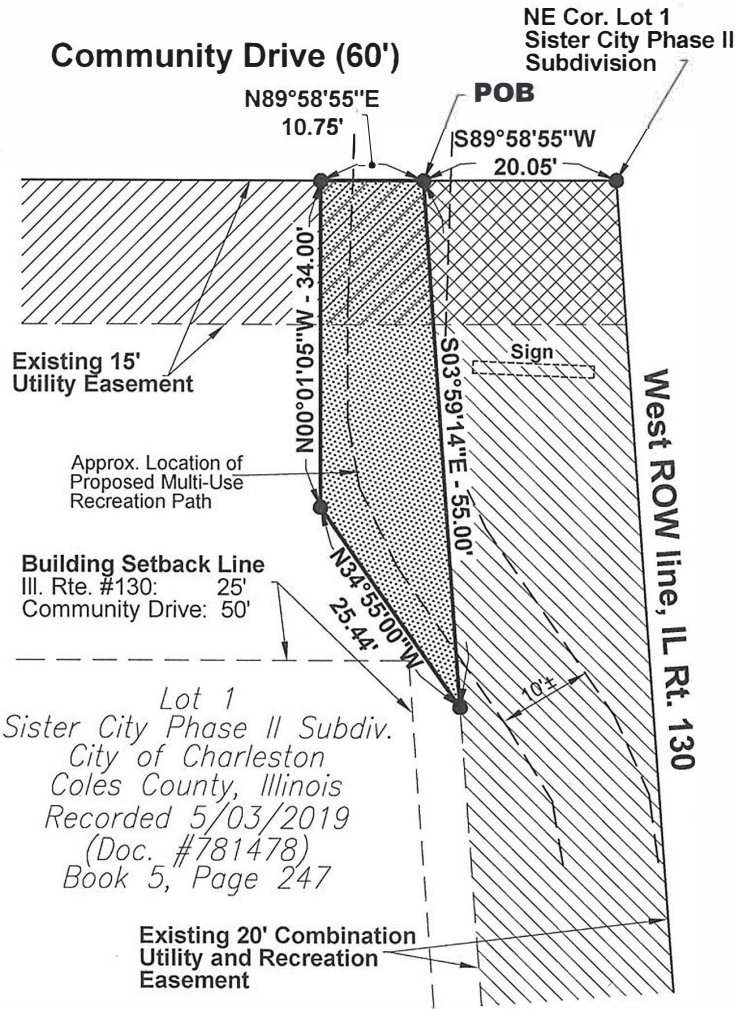 NE Cor. Lot 1
Sister City Phase II
Subdivision
Community Drive (60')
N89°58'55"E
10.75'
POB
S89°58'55"W
20.05'
N00°01'05"W - 34.00'
S03°59'14"E - 55.00'
Sign
Existing 15'
Utility Easement
West ROW line, IL Rt. 130
Approx. Location of
Proposed Multi-Use
Recreation Path
Building Setback Line
Ill. Rte. #130: 25'
Community Drive: 50'
N34°55'00"W
25.44'
10'±
Lot 1
Sister City Phase II Subdiv.
City of Charleston
Coles County, Illinois
Recorded 5/03/2019
(Doc. #781478)
Book 5, Page 247
Existing 20' Combination
Utility and Recreation
Easement